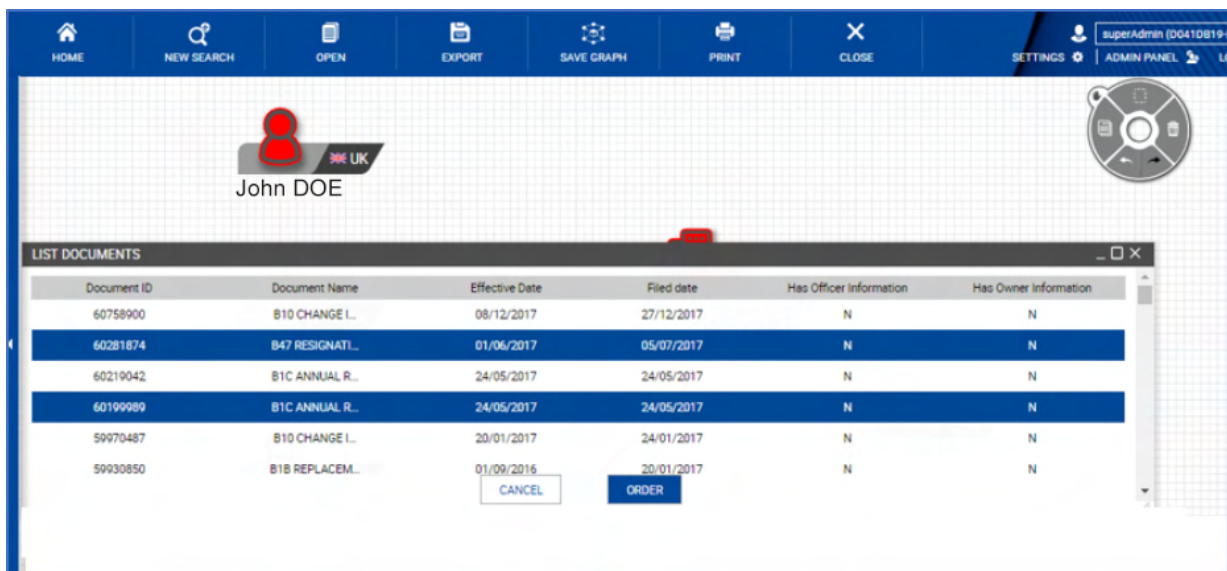 HOME NEW SEARCH OPEN EXPORT SAVE GRAPH PRINT CLOSE
superAdmin (D041DB19-
SETTINGS ADMIN PANEL
UK
John DOE
LIST DOCUMENTS
Document ID Document Name Effective Date Filed date Has Officer Information Has Owner Information
60758900 B10 CHANGE I... 08/12/2017 27/12/2017 N N
60281874 B47 RESIGNATI... 01/06/2017 05/07/2017 N N
60219042 B1C ANNUAL R... 24/05/2017 24/05/2017 N N
60199989 B1C ANNUAL R... 24/05/2017 24/05/2017 N N
59970487 B10 CHANGE I... 20/01/2017 24/01/2017 N N
59930850 B1B REPLACEM... 01/09/2016 20/01/2017 N N
CANCEL ORDER